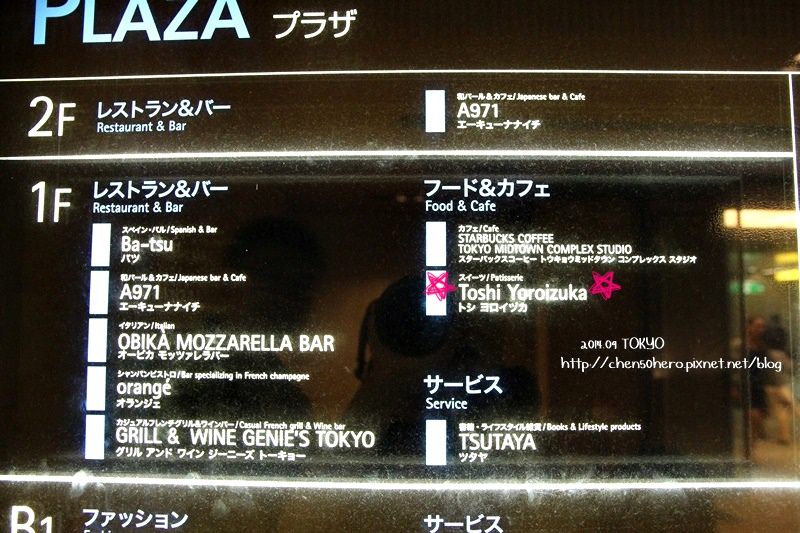 PLAZA プラザ
2F レストラン&バー
Restaurant & Bar
和バール&カフェ/Japanese bar & Cafe
A971
エーキューナナイチ
1F レストラン&バー
Restaurant & Bar
スペイン・バル/Spanish & Bar
Ba-tsu
バツ
和バール&カフェ/Japanese bar & Cafe
A971
エーキューナナイチ
イタリアン/Italian
OBIKÀ MOZZARELLA BAR
オービカ モッツァレラバー
シャンパンビストロ/Bar specializing in French champagne
orangé
オランジェ
カジュアルフレンチグリル&ワインバー/Casual French grill & Wine bar
GRILL & WINE GENIE'S TOKYO
グリル アンド ワイン ジーニーズ トーキョー
フード&カフェ
Food & Cafe
カフェ/Cafe
STARBUCKS COFFEE
TOKYO MIDTOWN COMPLEX STUDIO
スターバックスコーヒー トウキョウミッドタウン コンプレックス スタジオ
スイーツ/Patisserie
Toshi Yoroizuka
トシ ヨロイヅカ
2014.09 TOKYO
http://chen50hero.pixnet.net/blog
サービス
Service
書籍・ライフスタイル雑貨/Books & Lifestyle products
TSUTAYA
ツタヤ
B1 ファッション
サービス